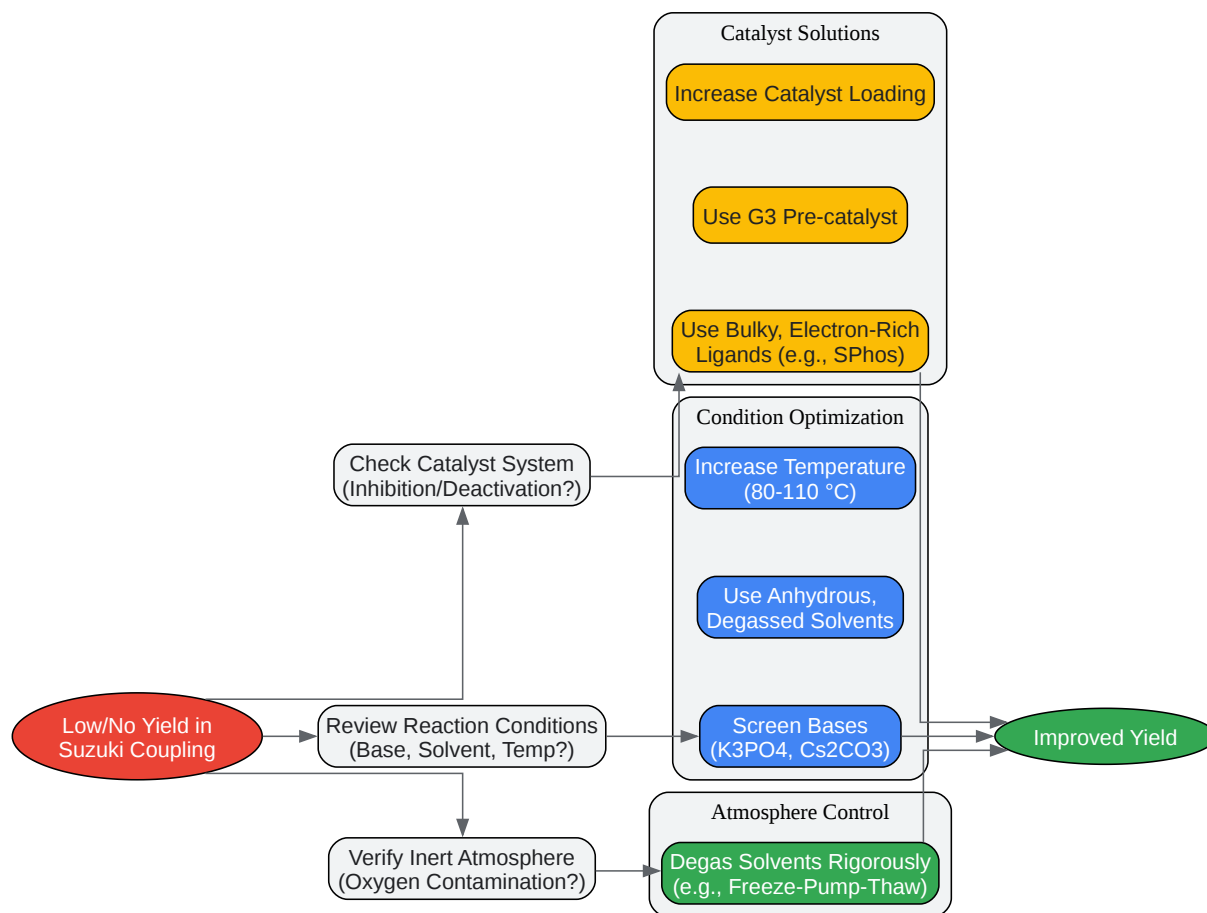 Catalyst Solutions
Increase Catalyst Loading
Use G3 Pre-catalyst
Use Bulky, Electron-Rich
Ligands (e.g., SPhos)
Condition Optimization
Check Catalyst System
(Inhibition/Deactivation?)
Increase Temperature
(80-110 °C)
Use Anhydrous,
Degassed Solvents
Low/No Yield in
Suzuki Coupling
Review Reaction Conditions
(Base, Solvent, Temp?)
Screen Bases
(K3PO4, Cs2CO3)
Improved Yield
Atmosphere Control
Verify Inert Atmosphere
(Oxygen Contamination?)
Degas Solvents Rigorously
(e.g., Freeze-Pump-Thaw)